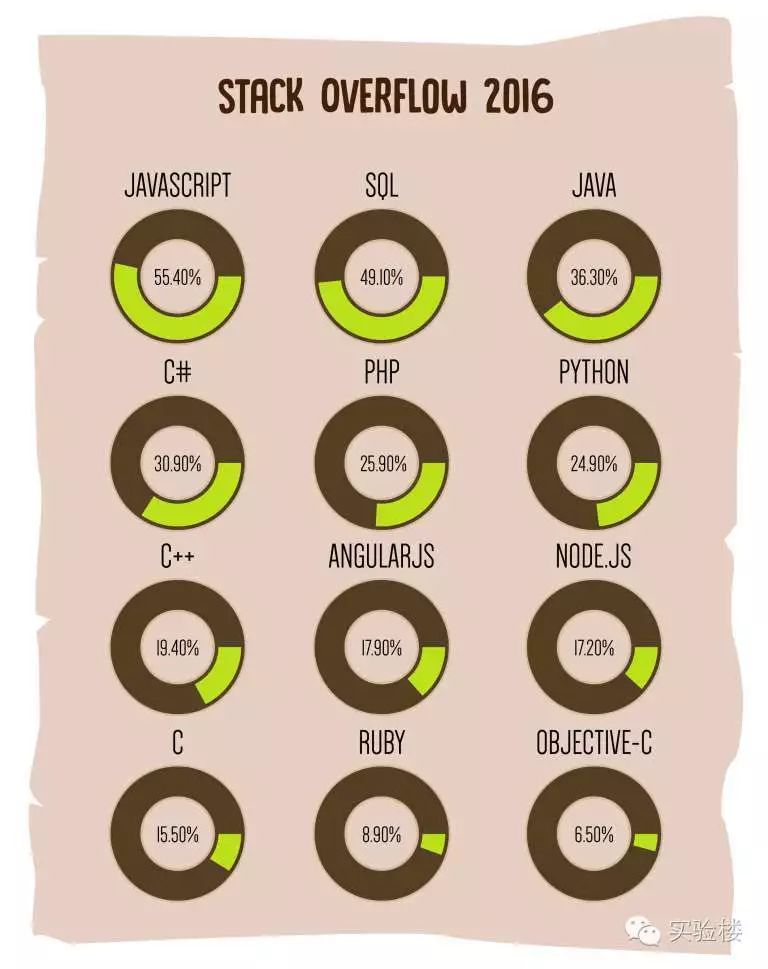 STACK OVERFLOW 2016
JAVASCRIPT SQL JAVA
55.40% 49.10% 36.30%
C# PHP PYTHON
30.90% 25.90% 24.90%
C++ ANGULARJS NODE.JS
19.40% 17.90% 17.20%
C RUBY OBJECTIVE-C
15.50% 8.90% 6.50%
实验楼